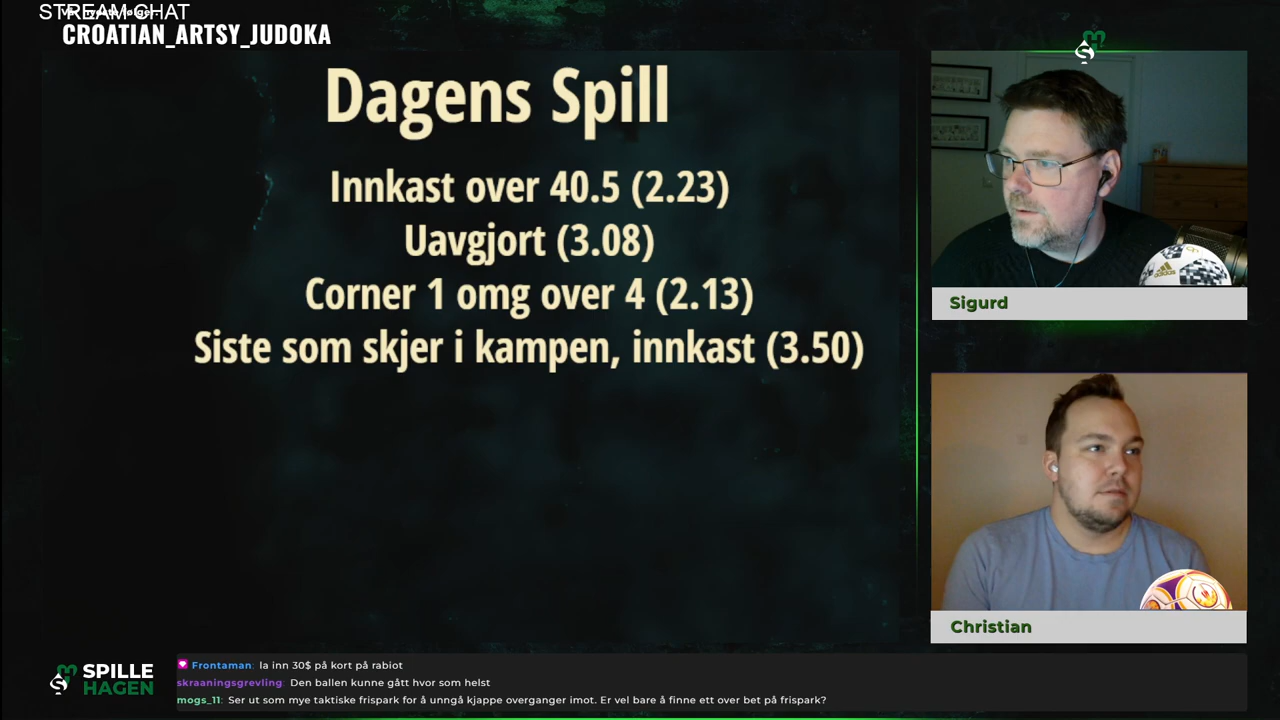 STREAM CHAT
CROATIAN_ARTSY_JUDOKA
Dagens Spill
Innkast over 40.5 (2.23)
Uavgjort (3.08)
Corner 1 omg over 4 (2.13)
Siste som skjer i kampen, innkast (3.50)
Sigurd
Christian
SPILLE
HAGEN
Frontaman: la inn 30$ på kort på rabiot
skraaningsgrevling: Den ballen kunne gått hvor som helst
mogs_11: Ser ut som mye taktiske frispark for å unngå kjappe overganger imot. Er vel bare å finne ett over bet på frispark?